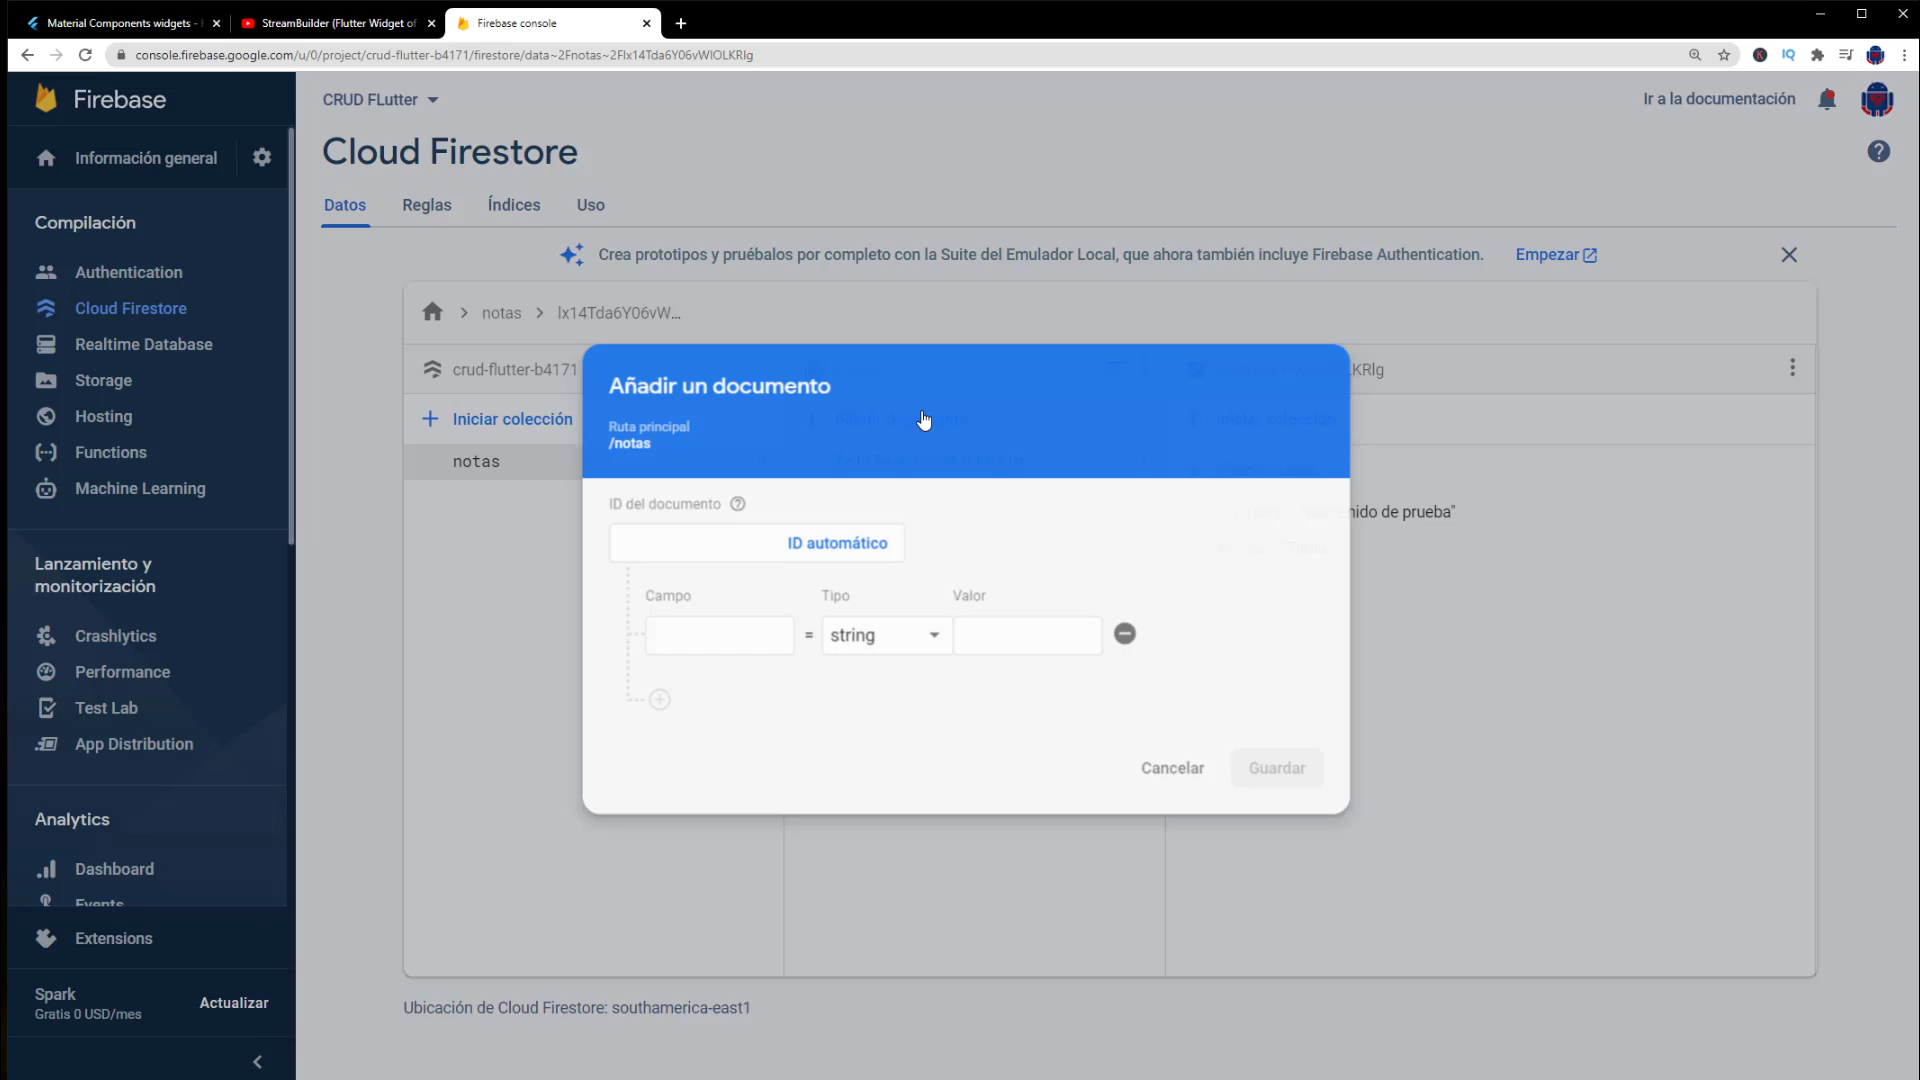 Material Components widgets -
StreamBuilder (Flutter Widget of
Firebase console
console.firebase.google.com/u/0/project/crud-flutter-b4171/firestore/data~2Fnotas~2Flx14Tda6Y06vWIOLKRlg
IQ
Firebase
CRUD FLutter
Ir a la documentación
Información general
Cloud Firestore
Datos
Reglas
Índices
Uso
Compilación
Crea prototipos y pruébalos por completo con la Suite del Emulador Local, que ahora también incluye Firebase Authentication.
Empezar
Authentication
Cloud Firestore
Realtime Database
Storage
Hosting
Functions
Machine Learning
notas
lx14Tda6Y06vW...
crud-flutter-b4171
LKRlg
Iniciar colección
Iniciar colección
notas
Añadir un documento
Ruta principal
/notas
ID del documento
ID automático
nido de prueba"
Campo
Tipo
Valor
=
string
Cancelar
Guardar
Lanzamiento y
monitorización
Crashlytics
Performance
Test Lab
App Distribution
Analytics
Dashboard
Events
Extensions
Spark
Gratis 0 USD/mes
Actualizar
Ubicación de Cloud Firestore: southamerica-east1